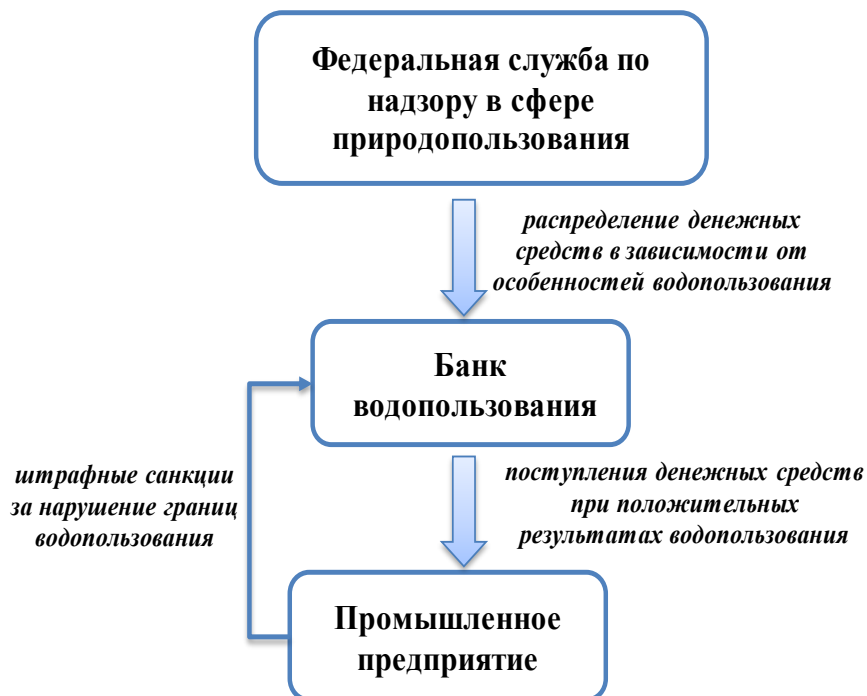 Федеральная служба по
надзору в сфере
природопользования
распределение денежных
средств в зависимости от
особенностей водопользования
Банк
водопользования
штрафные санкции
за нарушение границ
водопользования
поступления денежных средств
при положительных
результатах водопользования
Промышленное
предприятие